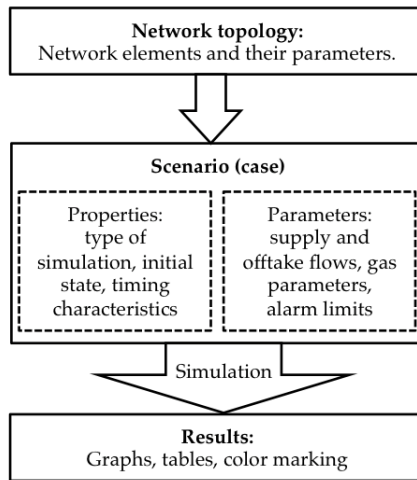 Network topology:
Network elements and their parameters.
Scenario (case)
Properties:
type of
simulation, initial
state, timing
characteristics
Parameters:
supply and
offtake flows, gas
parameters,
alarm limits
Simulation
Results:
Graphs, tables, color marking